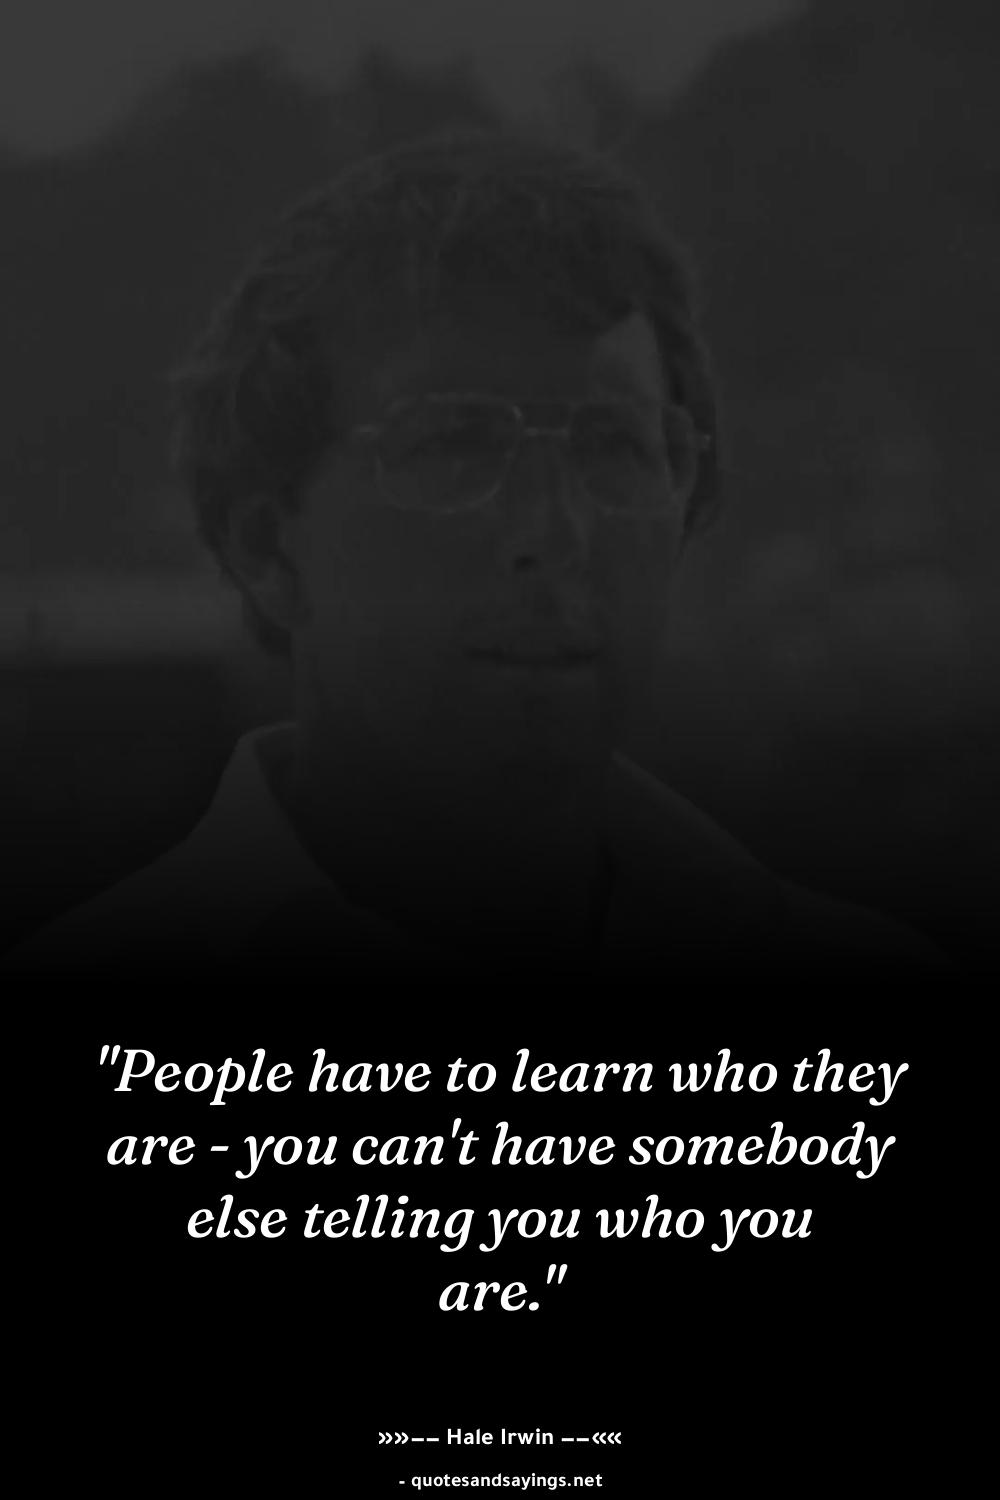 "People have to learn who they
are - you can't have somebody
else telling you who you
are."
»»–– Hale Irwin ––««
- quotesandsayings.net